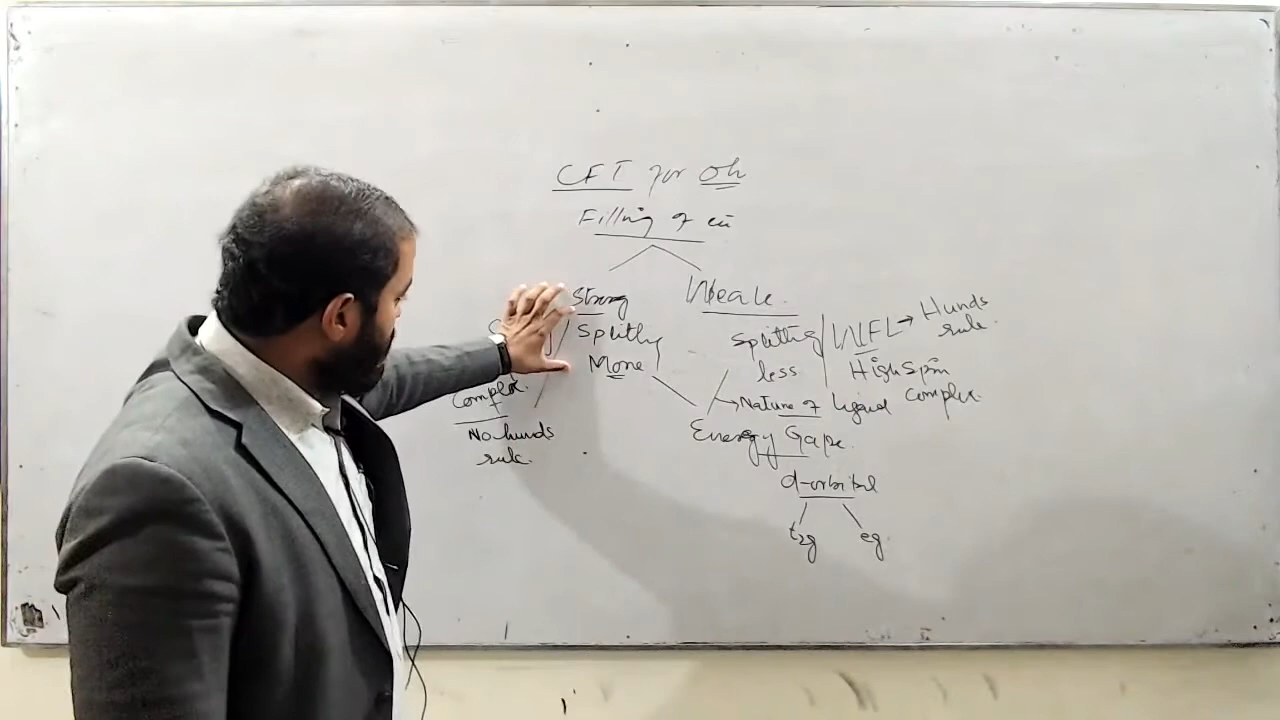 CFT for Oh
Filling of
Strong
Weak.
Splitting
More
Splitting
less
WFL → Hunds
rule.
High Spin
Complex.
Complex.
No hunds
rule.
→ Nature of ligand
Energy Gape.
d-orbital
t2g eg